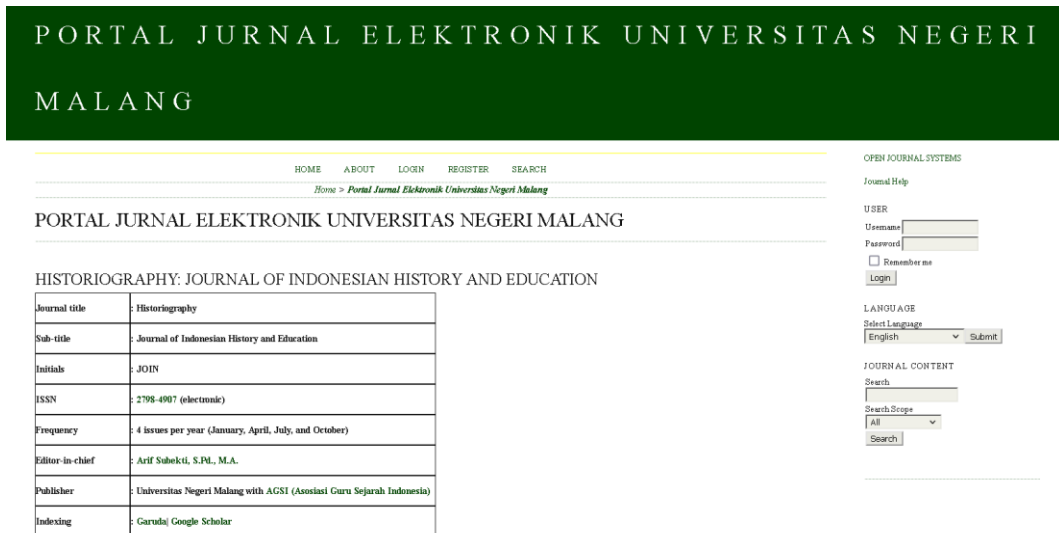 PORTAL JURNAL ELEKTRONIK UNIVERSITAS NEGERI
MALANG
HOME ABOUT LOGIN REGISTER SEARCH
Home > Portal Jurnal Elektronik Universitas Negeri Malang
PORTAL JURNAL ELEKTRONIK UNIVERSITAS NEGERI MALANG
HISTORIOGRAPHY: JOURNAL OF INDONESIAN HISTORY AND EDUCATION
Journal title : Historiography
Sub-title : Journal of Indonesian History and Education
Initials : JOIN
ISSN : 2798-4907 (electronic)
Frequency : 4 issues per year (January, April, July, and October)
Editor-in-chief : Arif Subekti, S.Pd., M.A.
Publisher : Universitas Negeri Malang with AGSI (Asosiasi Guru Sejarah Indonesia)
Indexing : Garuda| Google Scholar
OPEN JOURNAL SYSTEMS
Journal Help
USER
Username
Password
Remember me
Login
LANGUAGE
Select Language
English Submit
JOURNAL CONTENT
Search
Search Scope
All
Search